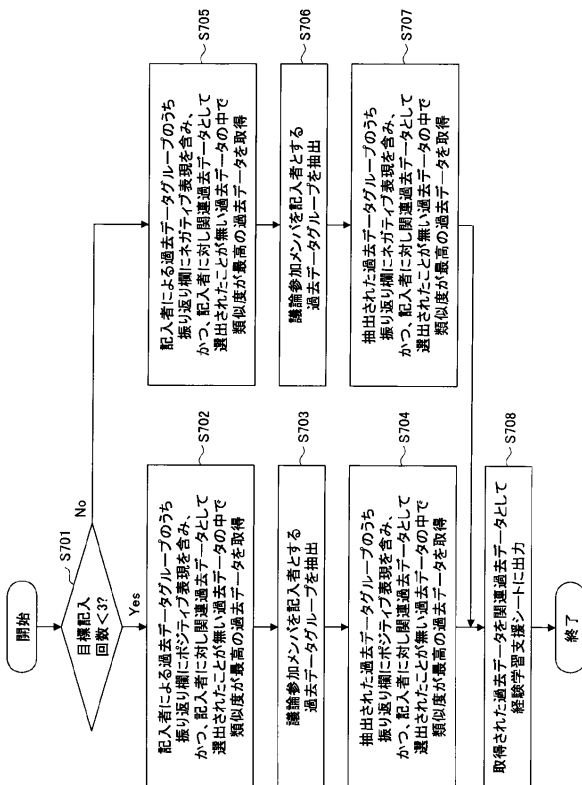 開始
S701
目標記入
回数<3?
Yes
No
S702
記入者による過去データグループのうち
振り返り欄にポジティブ表現を含み、
かつ、記入者に対し関連過去データとして
選出されたことが無い過去データの中で
類似度が最高の過去データを取得
S703
議論参加メンバを記入者とする
過去データグループを抽出
S704
抽出された過去データグループのうち
振り返り欄にポジティブ表現を含み、
かつ、記入者に対し関連過去データとして
選出されたことが無い過去データの中で
類似度が最高の過去データを取得
S705
記入者による過去データグループのうち
振り返り欄にネガティブ表現を含み、
かつ、記入者に対し関連過去データとして
選出されたことが無い過去データの中で
類似度が最高の過去データを取得
S706
議論参加メンバを記入者とする
過去データグループを抽出
S707
抽出された過去データグループのうち
振り返り欄にネガティブ表現を含み、
かつ、記入者に対し関連過去データとして
選出されたことが無い過去データの中で
類似度が最高の過去データを取得
S708
取得された過去データを関連過去データとして
経験学習支援シートに出力
終了